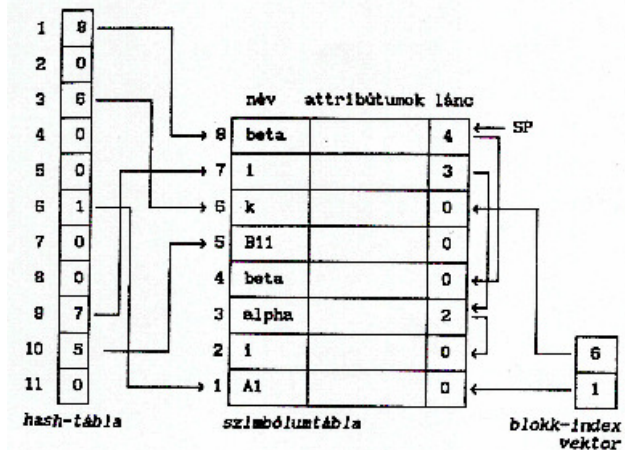 1 8
2 0
3 6
név attribútumok lánc
4 0
8 beta 4 SP
5 0
7 i 3
6 1
6 k 0
7 0
5 B11 0
8 0
4 beta 0
9 7
3 alpha 2
10 5
2 i 0
6
11 0
1 A1 0
1
hash-tábla
szimbólumtábla
blokk-index
vektor